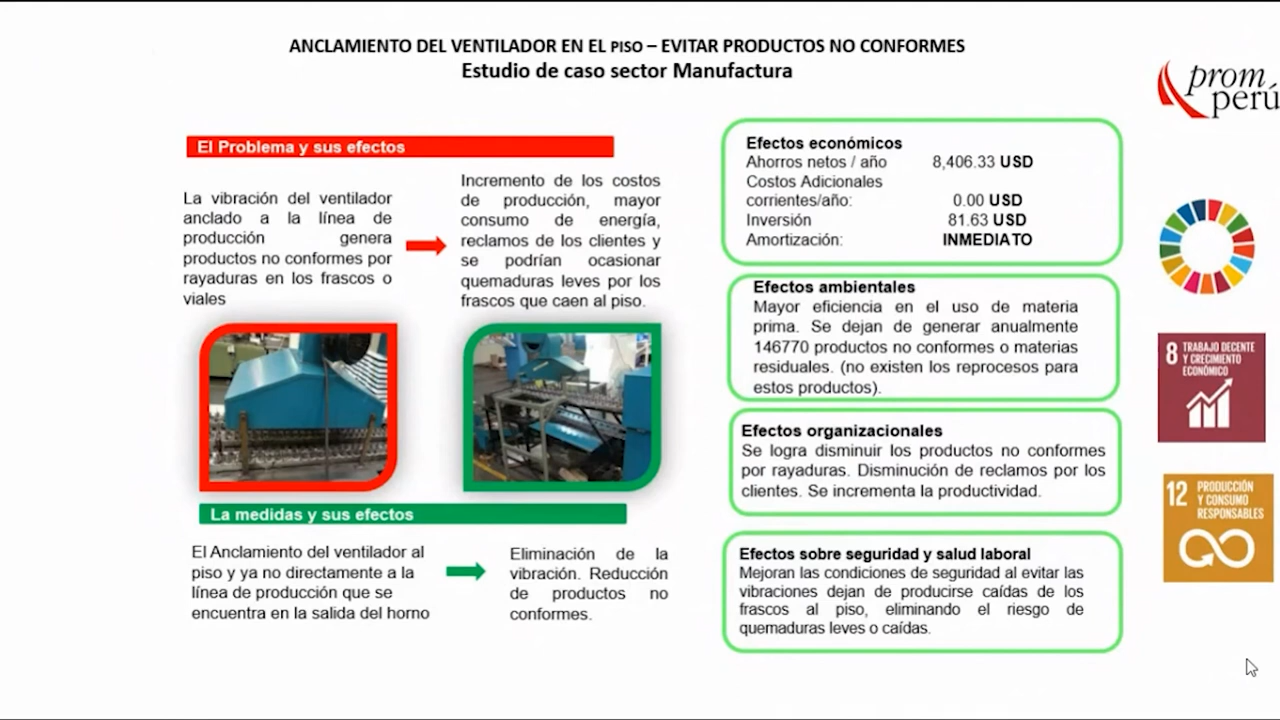 ANCLAMIENTO DEL VENTILADOR EN EL PISO – EVITAR PRODUCTOS NO CONFORMES
Estudio de caso sector Manufactura
prom
perú
El Problema y sus efectos
La vibración del ventilador
anclado a la línea de
producción genera
productos no conformes por
rayaduras en los frascos o
viales
Incremento de los costos
de producción, mayor
consumo de energía,
reclamos de los clientes y
se podrían ocasionar
quemaduras leves por los
frascos que caen al piso.
La medidas y sus efectos
El Anclamiento del ventilador al
piso y ya no directamente a la
línea de producción que se
encuentra en la salida del horno
Eliminación de la
vibración. Reducción
de productos no
conformes.
Efectos económicos
Ahorros netos / año 8,406.33 USD
Costos Adicionales
corrientes/año: 0.00 USD
Inversión 81.63 USD
Amortización: INMEDIATO
Efectos ambientales
Mayor eficiencia en el uso de materia
prima. Se dejan de generar anualmente
146770 productos no conformes o materias
residuales. (no existen los reprocesos para
estos productos).
Efectos organizacionales
Se logra disminuir los productos no conformes
por rayaduras. Disminución de reclamos por los
clientes. Se incrementa la productividad.
Efectos sobre seguridad y salud laboral
Mejoran las condiciones de seguridad al evitar las
vibraciones dejan de producirse caídas de los
frascos al piso, eliminando el riesgo de
quemaduras leves o caídas.
8 TRABAJO DECENTE
Y CRECIMIENTO
ECONÓMICO
12 PRODUCCIÓN
Y CONSUMO
RESPONSABLES